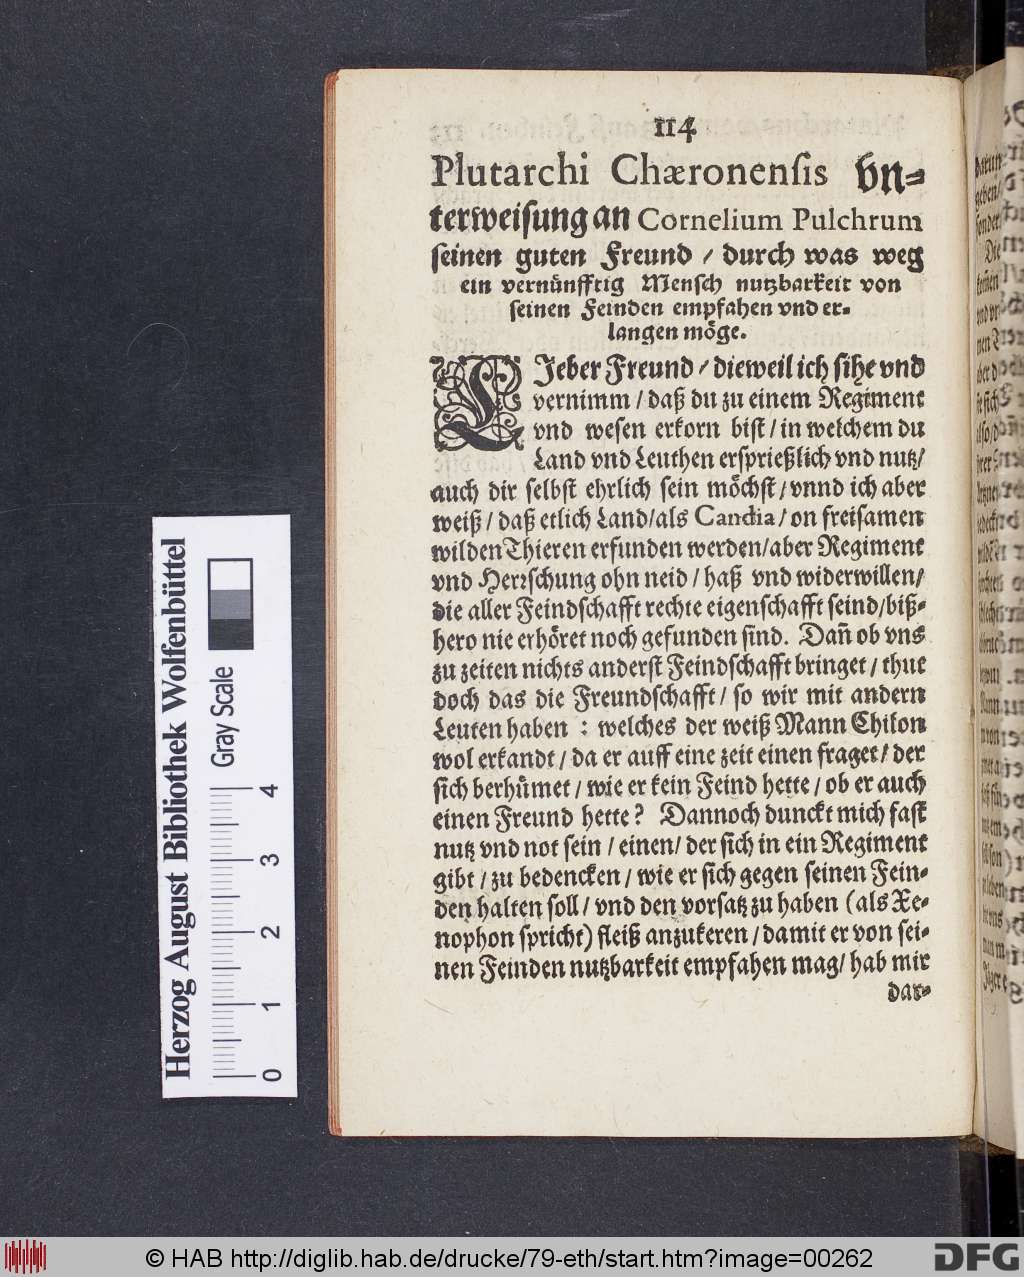 114
Plutarchi Chæronensis Vn-
terweisung an Cornelium Pulchrum
seinen guten Freund / durch was weg
ein vernünfftig Mensch nutzbarkeit von
seinen Feinden empfahen vnd er-
langen möge.
LIeber Freund / dieweil ich sihe vnd
vernimm / daß du zu einem Regiment
vnd wesen erkorn bist / in welchem du
Land vnd Leuthen ersprießlich vnd nutz /
auch dir selbst ehrlich sein möchst / vnnd ich aber
weiß / daß etlich Land / als Candia / on freisamen
wilden Thieren erfunden werden / aber Regiment
vnd Herrschung ohn neid / haß vnd widerwillen /
die aller Feindschafft rechte eigenschafft seind / biß-
hero nie erhöret noch gefunden sind. Dañ ob vns
zu zeiten nichts anderst Feindschafft bringet / thut
doch das die Freundschafft / so wir mit andern
Leuten haben : welches der weiß Mann Chilon
wol erkandt / da er auff eine zeit einen fraget / der
sich berhümet / wie er kein Feind hette / ob er auch
einen Freund hette? Dannoch dunckt mich fast
nutz vnd not sein / einen / der sich in ein Regiment
gibt / zu bedencken / wie er sich gegen seinen Fein-
den halten soll / vnd den vorsatz zu haben (als Xe-
nophon spricht) fleiß anzukeren / damit er von sei-
nen Feinden nutzbarkeit empfahen mag / hab mir
dar-
Herzog August Bibliothek Wolfenbüttel
Gray Scale
0 1 2 3 4
© HAB http://diglib.hab.de/drucke/79-eth/start.htm?image=00262
DFG